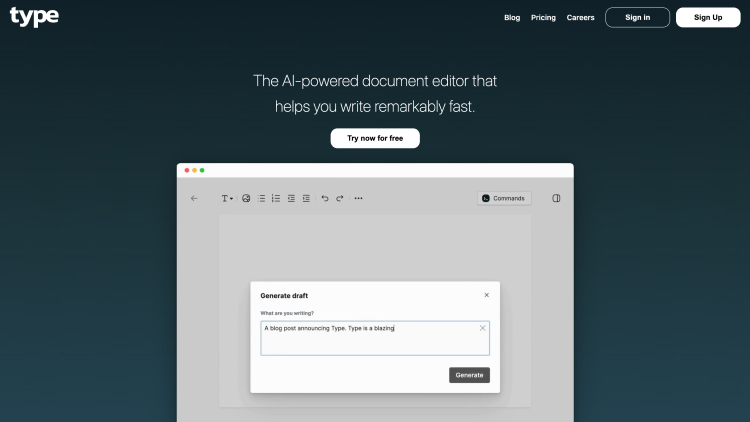 type
Blog Pricing Careers Sign in Sign Up
The AI-powered document editor that
helps you write remarkably fast.
Try now for free
T Commands
Generate draft
What are you writing?
A blog post announcing Type. Type is a blazing
Generate